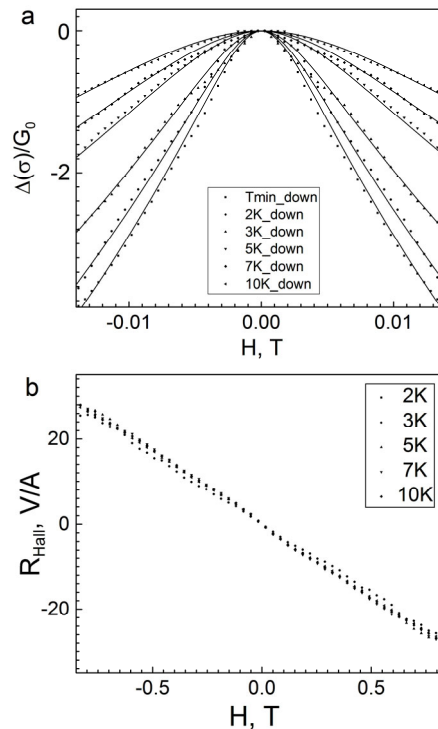 a
0
-2
Δ(σ)/G₀
Tmin_down
2K_down
3K_down
5K_down
7K_down
10K_down
-0.01
0.00
0.01
H, T
b
20
0
-20
R_Hall, V/A
2K
3K
5K
7K
10K
-0.5
0.0
0.5
H, T